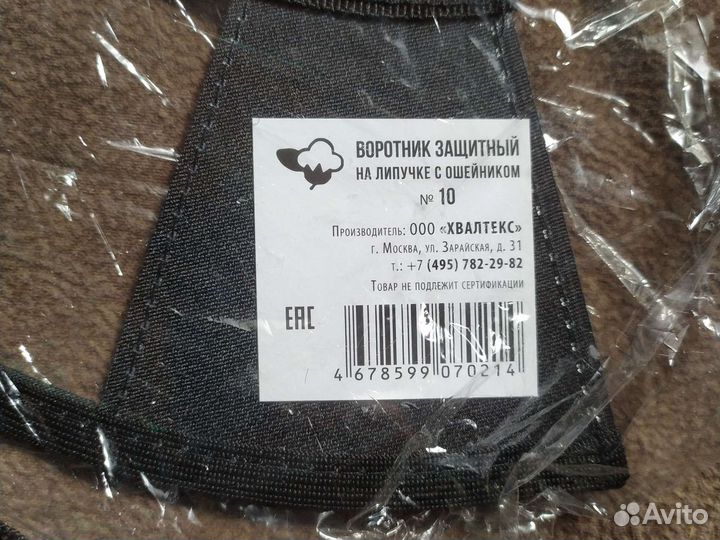 ВОРОТНИК ЗАЩИТНЫЙ
НА ЛИПУЧКЕ С ОШЕЙНИКОМ
№ 10
Производитель: ООО «ХВАЛТЕКС»
г. Москва, ул. Зарайская, д. 31
т.: +7 (495) 782-29-82
Товар не подлежит сертификации
EAC
4 678599 070214
Avito